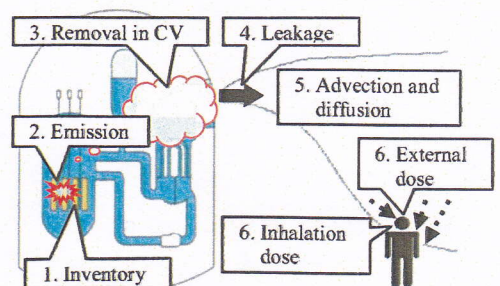 3. Removal in CV
4. Leakage
5. Advection and
diffusion
2. Emission
6. External
dose
6. Inhalation
dose
1. Inventory